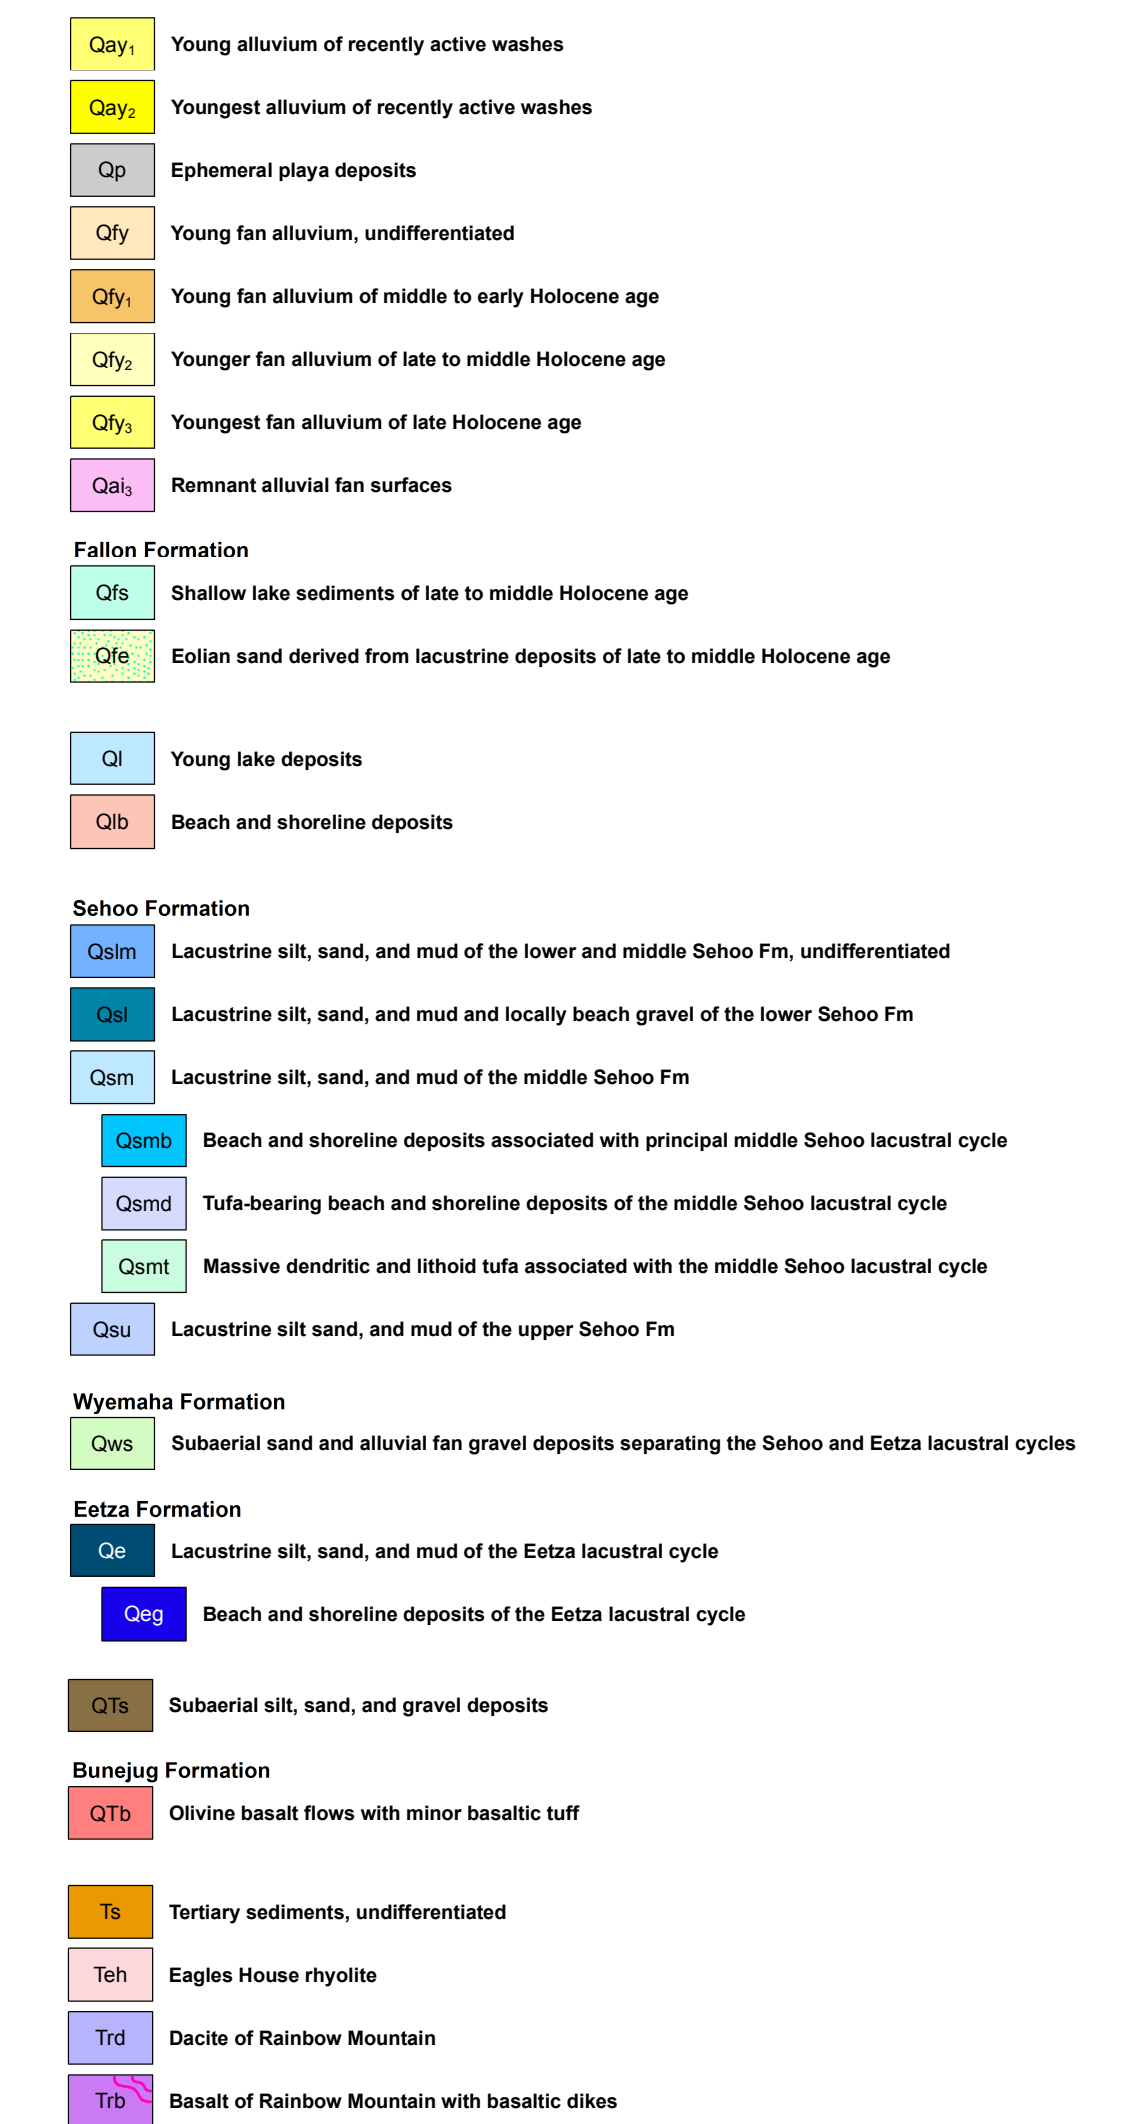 Qay₁ Young alluvium of recently active washes
Qay₂ Youngest alluvium of recently active washes
Qp Ephemeral playa deposits
Qfy Young fan alluvium, undifferentiated
Qfy₁ Young fan alluvium of middle to early Holocene age
Qfy₂ Younger fan alluvium of late to middle Holocene age
Qfy₃ Youngest fan alluvium of late Holocene age
Qai₃ Remnant alluvial fan surfaces
Fallon Formation
Qfs Shallow lake sediments of late to middle Holocene age
Qfe Eolian sand derived from lacustrine deposits of late to middle Holocene age
Ql Young lake deposits
Qlb Beach and shoreline deposits
Sehoo Formation
Qslm Lacustrine silt, sand, and mud of the lower and middle Sehoo Fm, undifferentiated
Qsl Lacustrine silt, sand, and mud and locally beach gravel of the lower Sehoo Fm
Qsm Lacustrine silt, sand, and mud of the middle Sehoo Fm
Qsmb Beach and shoreline deposits associated with principal middle Sehoo lacustral cycle
Qsmd Tufa-bearing beach and shoreline deposits of the middle Sehoo lacustral cycle
Qsmt Massive dendritic and lithoid tufa associated with the middle Sehoo lacustral cycle
Qsu Lacustrine silt sand, and mud of the upper Sehoo Fm
Wyemaha Formation
Qws Subaerial sand and alluvial fan gravel deposits separating the Sehoo and Eetza lacustral cycles
Eetza Formation
Qe Lacustrine silt, sand, and mud of the Eetza lacustral cycle
Qeg Beach and shoreline deposits of the Eetza lacustral cycle
QTs Subaerial silt, sand, and gravel deposits
Bunejug Formation
QTb Olivine basalt flows with minor basaltic tuff
Ts Tertiary sediments, undifferentiated
Teh Eagles House rhyolite
Trd Dacite of Rainbow Mountain
Trb Basalt of Rainbow Mountain with basaltic dikes